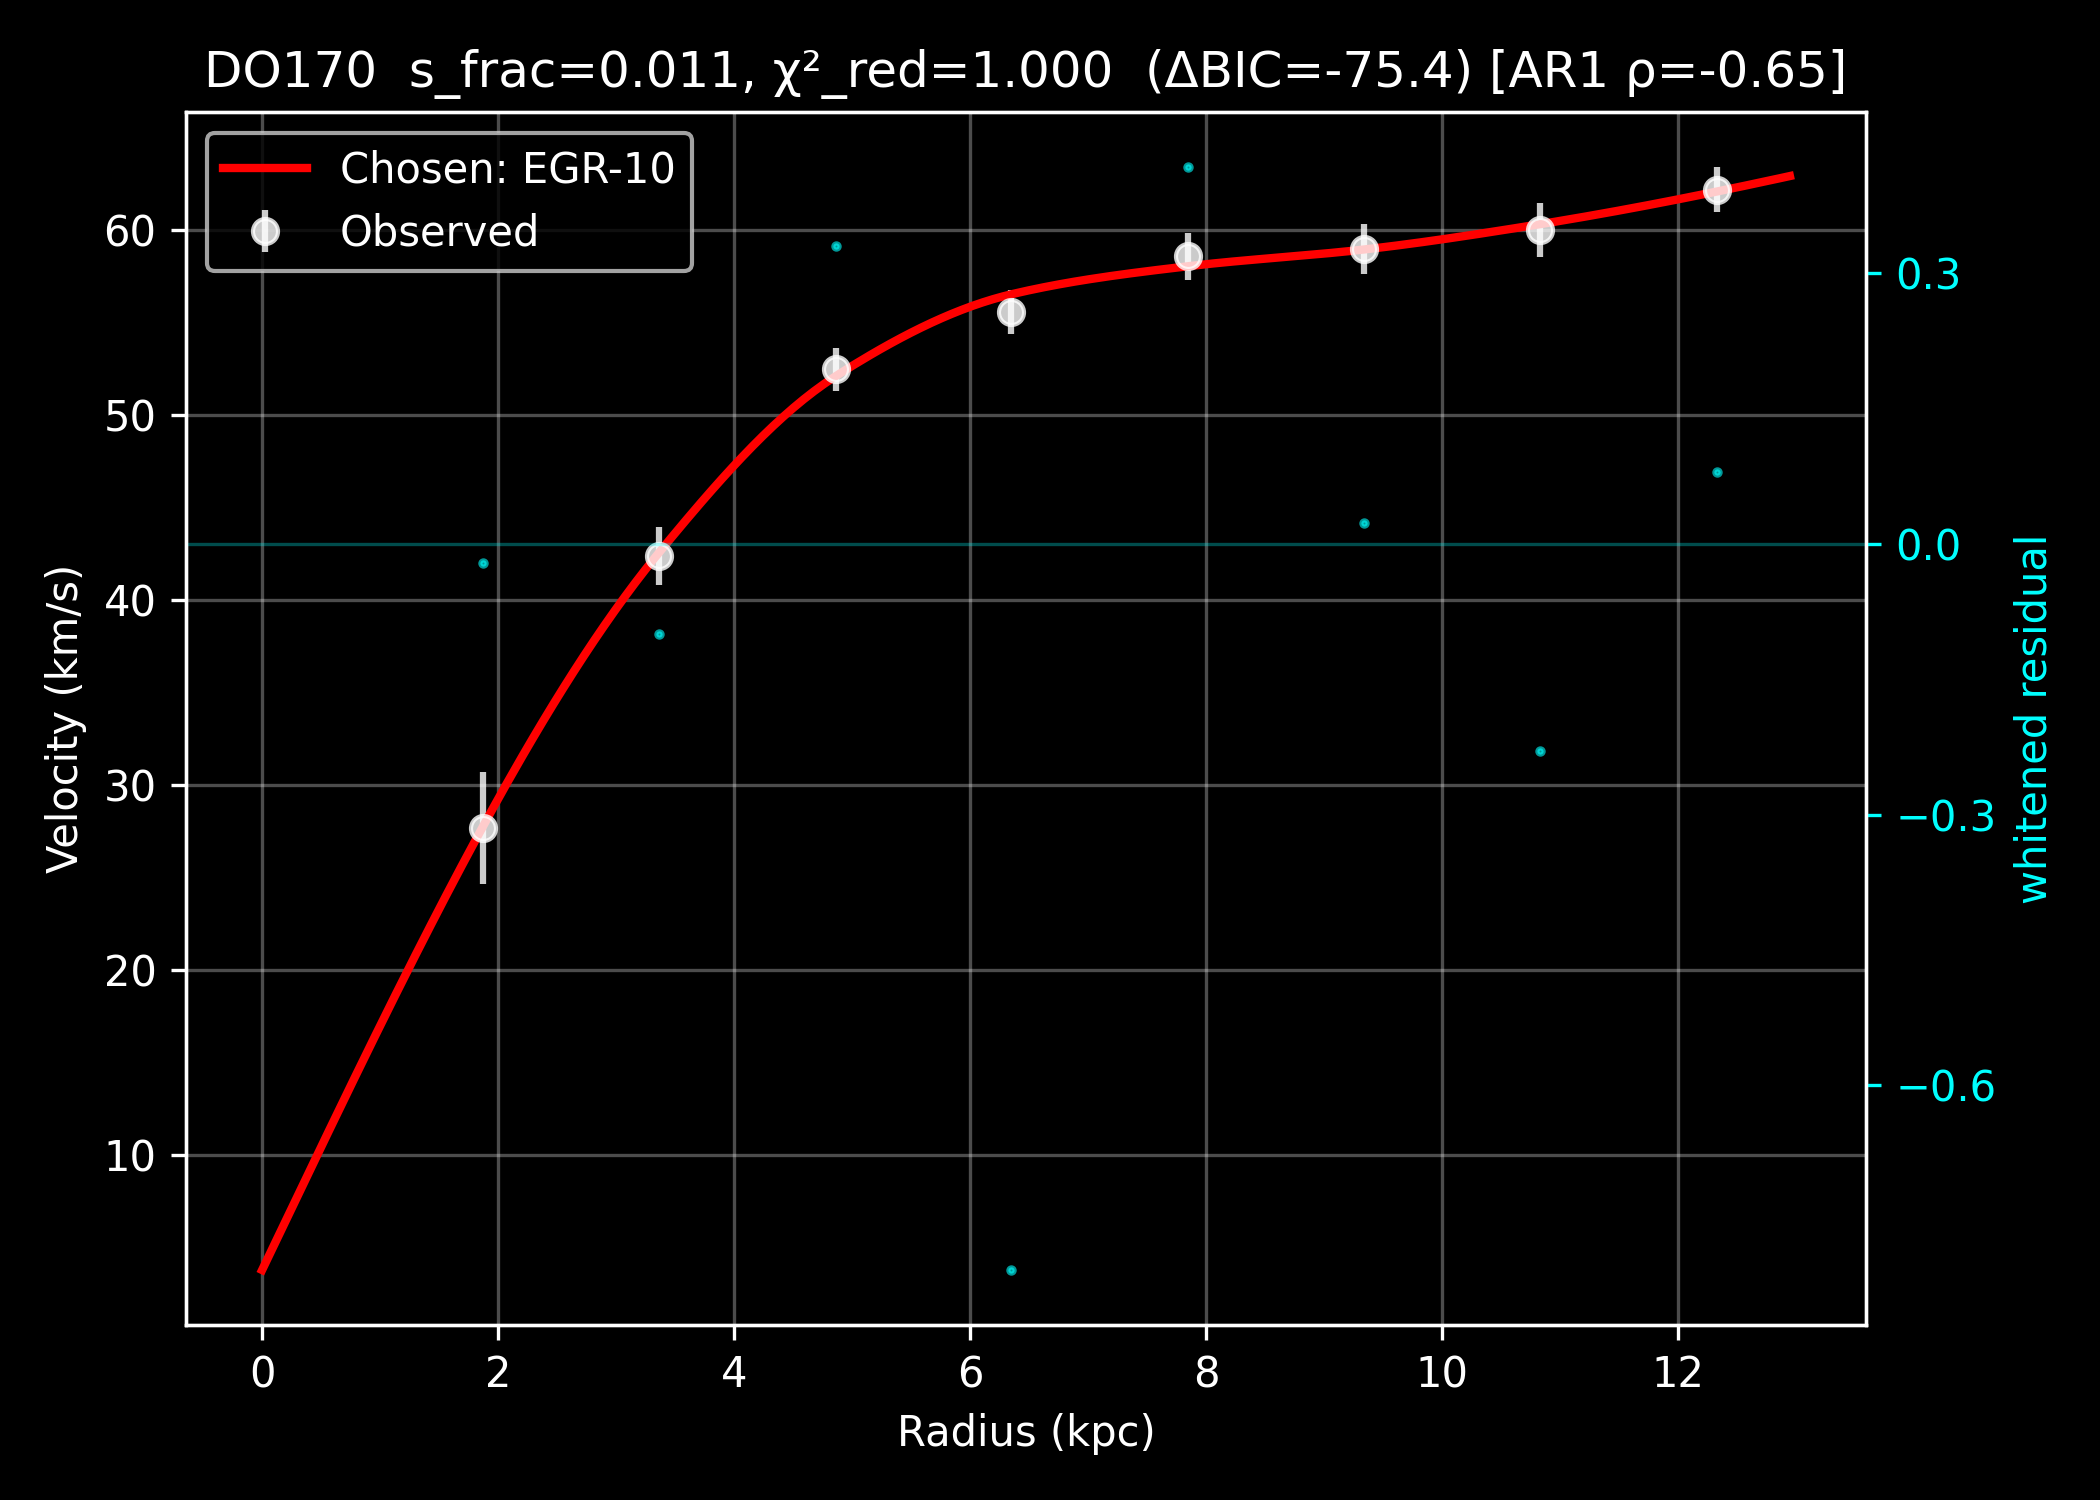 DO170  s_frac=0.011, χ²_red=1.000  (ΔBIC=-75.4) [AR1 ρ=-0.65]
Chosen: EGR-10
Observed
Velocity (km/s)
60
50
40
30
20
10
0.3
0.0
−0.3
−0.6
whitened residual
0 2 4 6 8 10 12
Radius (kpc)